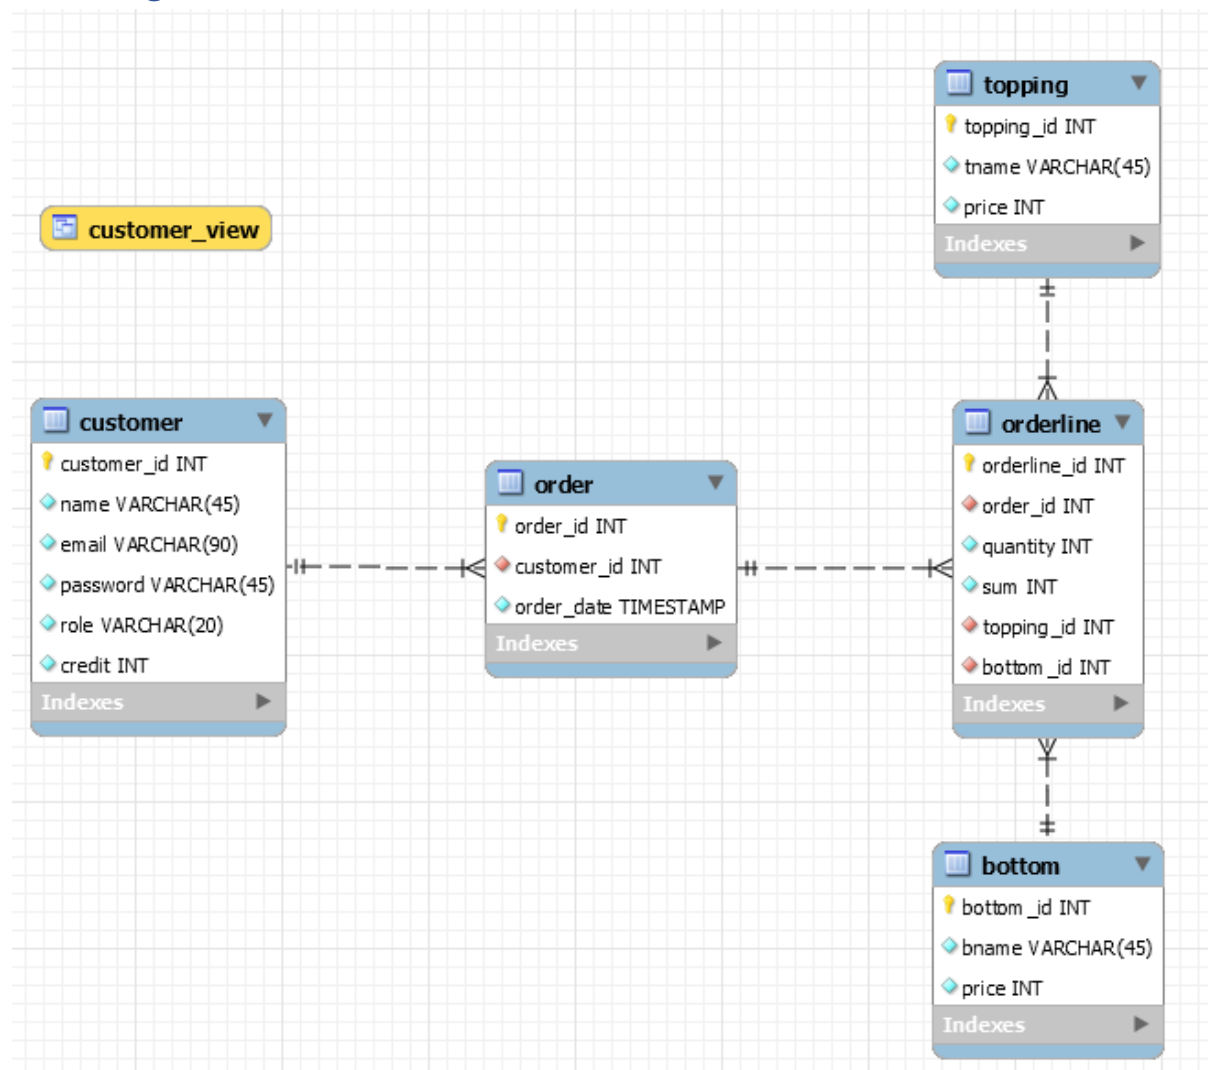 topping
topping_id INT
tname VARCHAR(45)
price INT
Indexes
customer_view
customer
customer_id INT
name VARCHAR(45)
email VARCHAR(90)
password VARCHAR(45)
role VARCHAR(20)
credit INT
Indexes
order
order_id INT
customer_id INT
order_date TIMESTAMP
Indexes
orderline
orderline_id INT
order_id INT
quantity INT
sum INT
topping_id INT
bottom_id INT
Indexes
bottom
bottom_id INT
bname VARCHAR(45)
price INT
Indexes